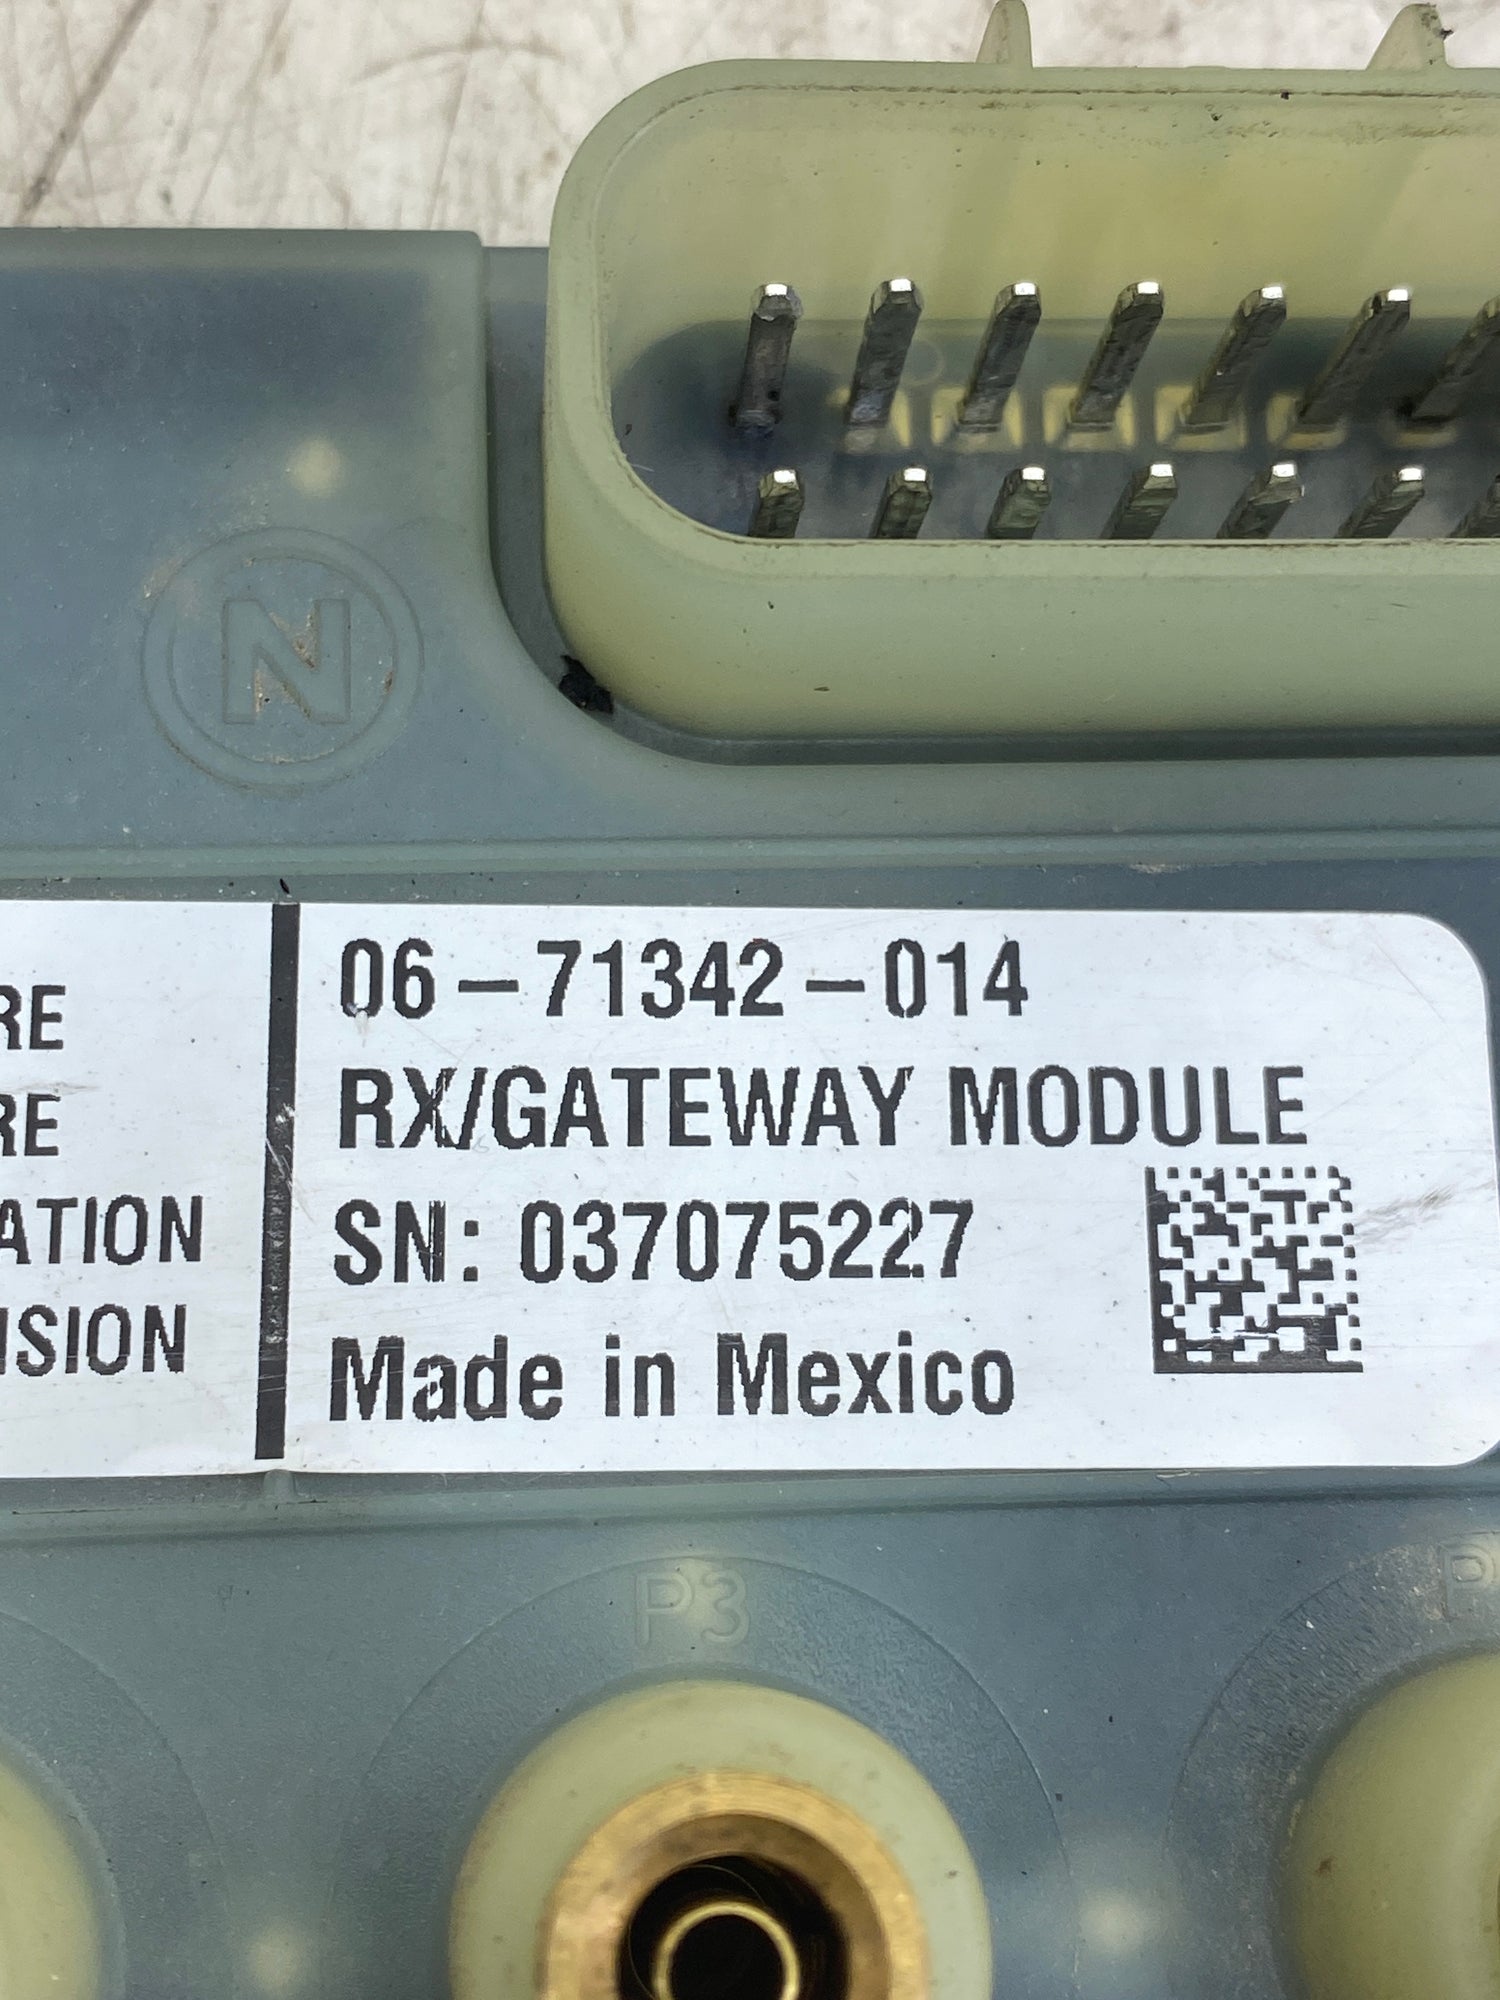 N
RE
RE
ATION
ISION
06-71342-014
RX/GATEWAY MODULE
SN: 037075227
Made in Mexico
P3
P